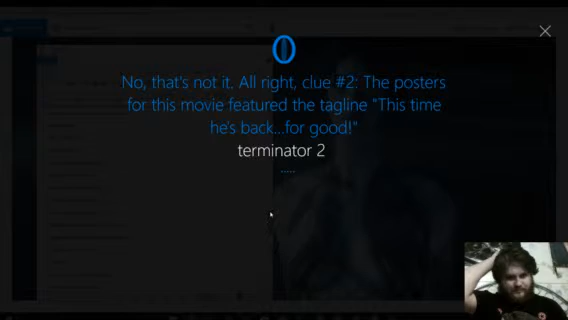 No, that's not it. All right, clue #2: The posters
for this movie featured the tagline "This time
he's back...for good!"
terminator 2